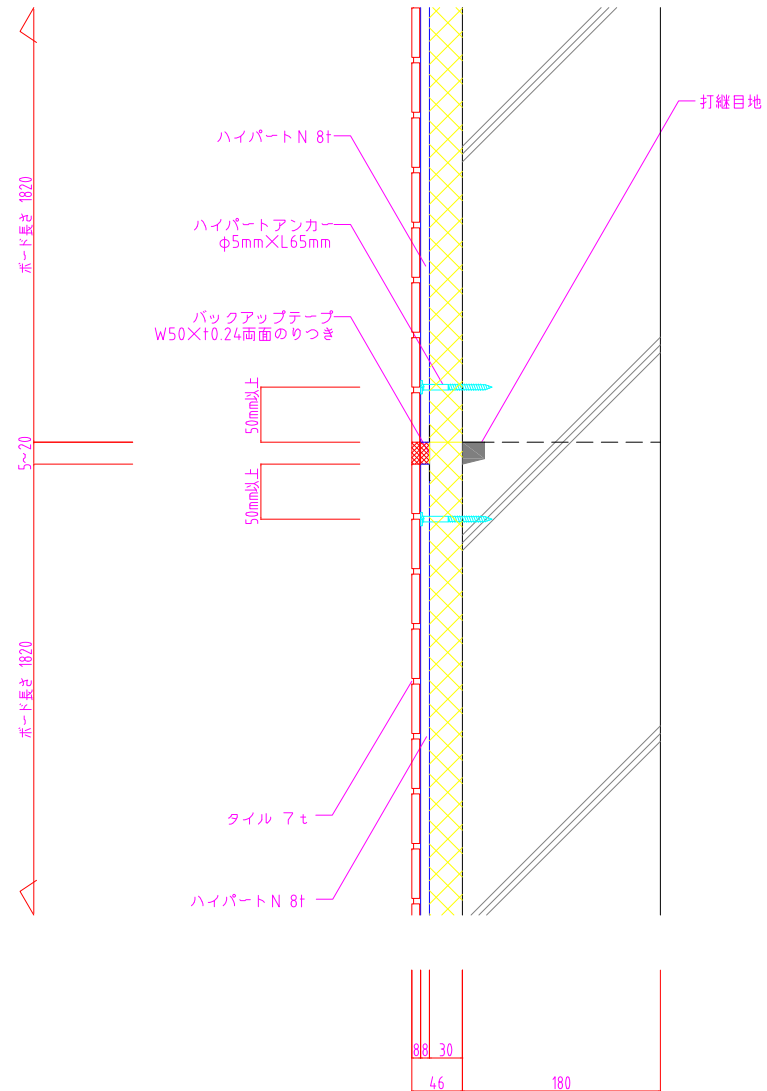 打継目地
ハイパートN 8t
ハイパートアンカー
φ5mm×L65mm
バックアップテープ
W50×t0.24両面のりつき
ボード長さ 1820
50mm以上
5~20
50mm以上
ボード長さ 1820
タイル 7t
ハイパートN 8t
8 8 30
46 180